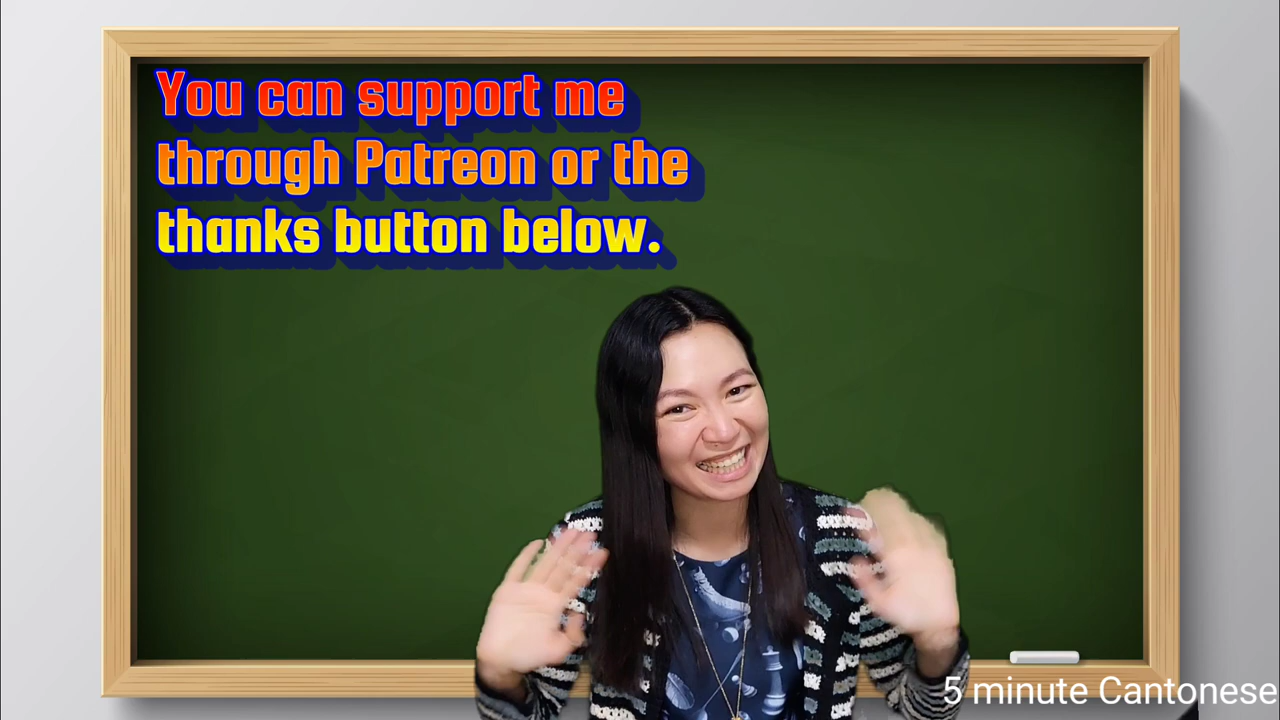 You can support me
through Patreon or the
thanks button below.
5 minute Cantonese